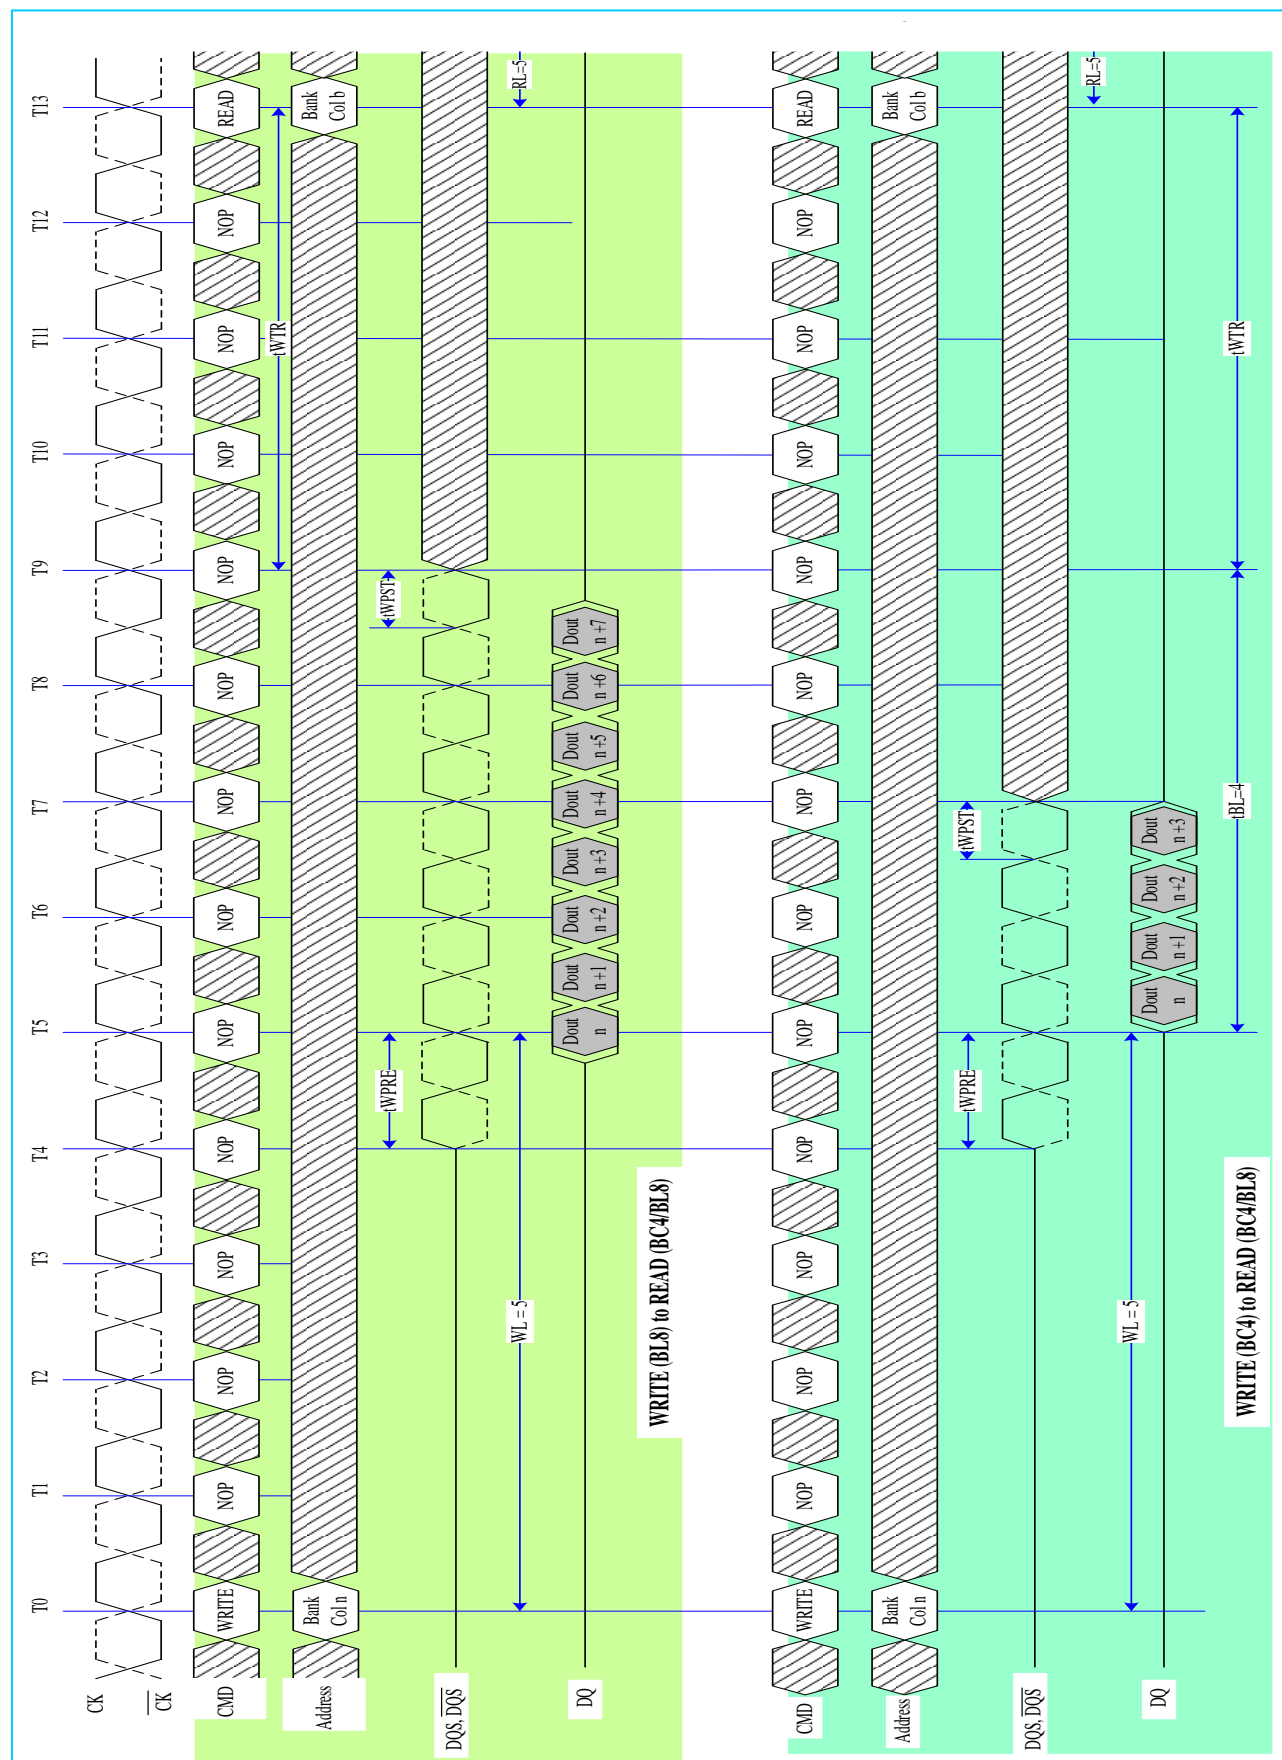 T0 T1 T2 T3 T4 T5 T6 T7 T8 T9 T10 T11 T12 T13
CK
CK
CMD WRITE NOP NOP NOP NOP NOP NOP NOP NOP NOP NOP NOP NOP READ
tWTR
Address Bank Col n Bank Col b
tWPRE tWPST
DQS, DQS
WL = 5 RL=5
DQ Dout n Dout n +1 Dout n +2 Dout n +3 Dout n +4 Dout n +5 Dout n +6 Dout n +7
WRITE (BL8) to READ (BC4/BL8)
CMD WRITE NOP NOP NOP NOP NOP NOP NOP NOP NOP NOP NOP NOP READ
Address Bank Col n Bank Col b
tWPRE tWPST
DQS, DQS
RL=5
WL = 5
DQ Dout n Dout n +1 Dout n +2 Dout n +3
tBL=4 tWTR
WRITE (BC4) to READ (BC4/BL8)